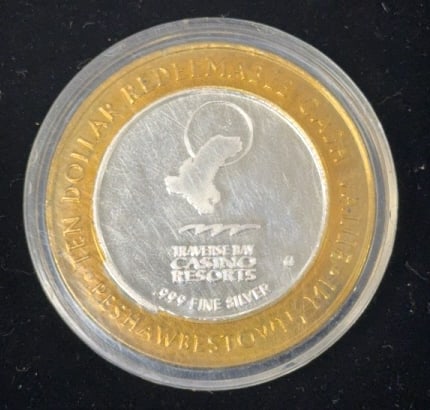 TEN DOLLAR REDEEMABLE CASH VALUE
TRAVERSE BAY
CASINO
RESORTS
.999 FINE SILVER
PESHAWBESTOWN, MI